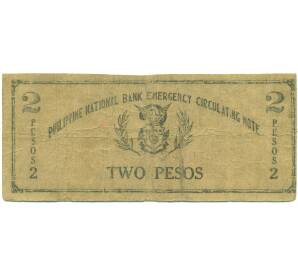 2 PHILIPPINE NATIONAL BANK EMERGENCY CIRCULATING NOTE 2
PESOS PESOS
2 TWO PESOS 2